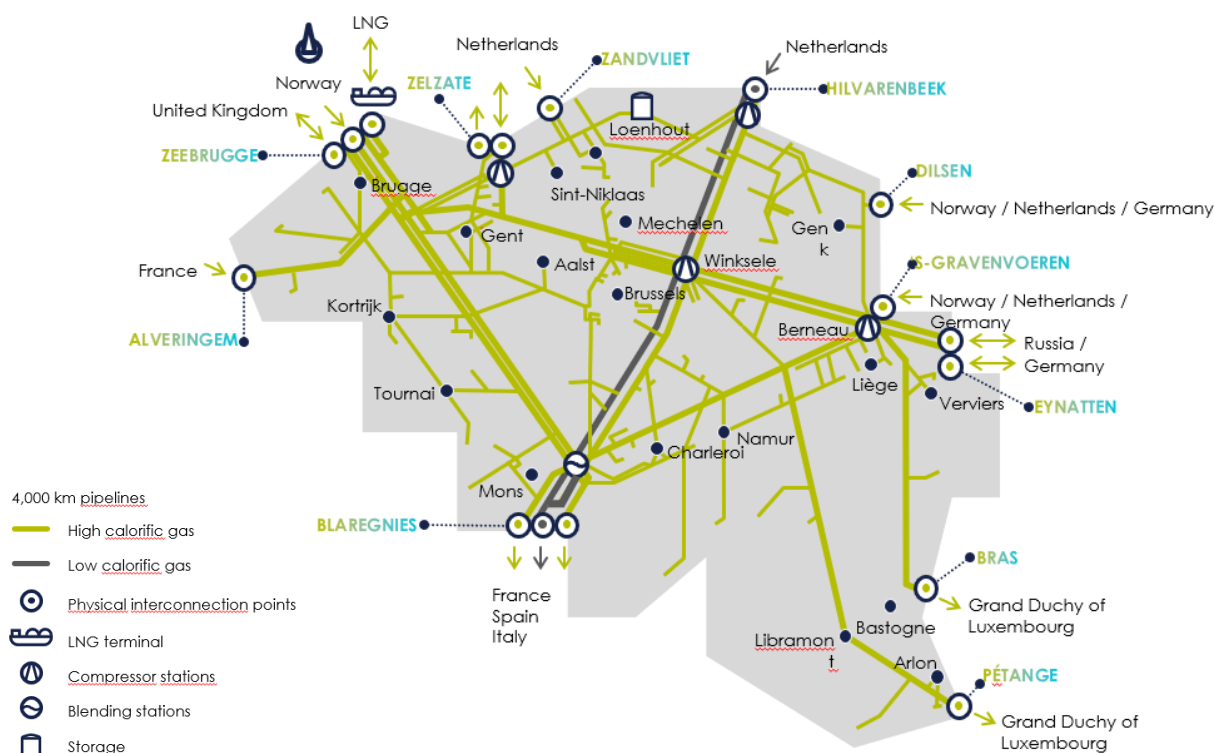 LNG
Netherlands
Netherlands
ZANDVLIET
Norway
ZELZATE
HILVARENBEEK
United Kingdom
Loenhout
ZEEBRUGGE
DILSEN
Brugge
Sint-Niklaas
Norway / Netherlands / Germany
Mechelen
Gen
k
Gent
Winksele
'S-GRAVENVOEREN
Aalst
France
Brussels
Norway / Netherlands /
Germany
Kortrijk
Berneau
ALVERINGEM
Russia /
Germany
Liège
Tournai
Verviers
EYNATTEN
Namur
Charleroi
Mons
4,000 km pipelines
High calorific gas
BLAREGNIES
Low calorific gas
BRAS
France
Spain
Italy
Physical interconnection points
Grand Duchy of
Luxembourg
Bastogne
LNG terminal
Libramon
t
Arlon
Compressor stations
PÉTANGE
Blending stations
Grand Duchy of
Luxembourg
Storage